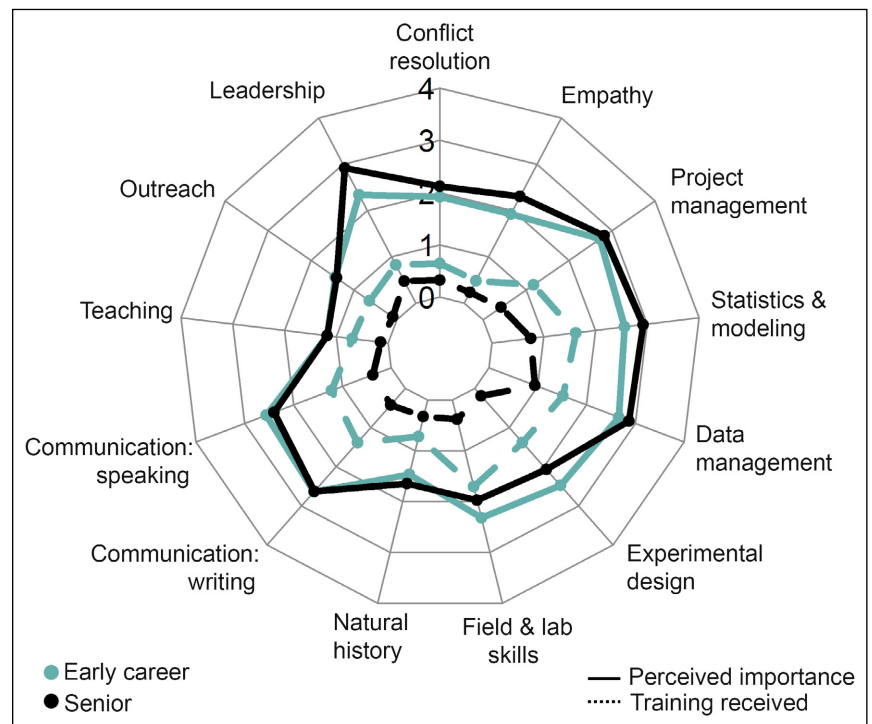 Conflict
resolution
Leadership
Empathy
4
3
2
1
0
Outreach
Project
management
Teaching
Statistics &
modeling
Communication:
speaking
Data
management
Communication:
writing
Experimental
design
Natural
history
Field & lab
skills
Early career
Senior
Perceived importance
Training received